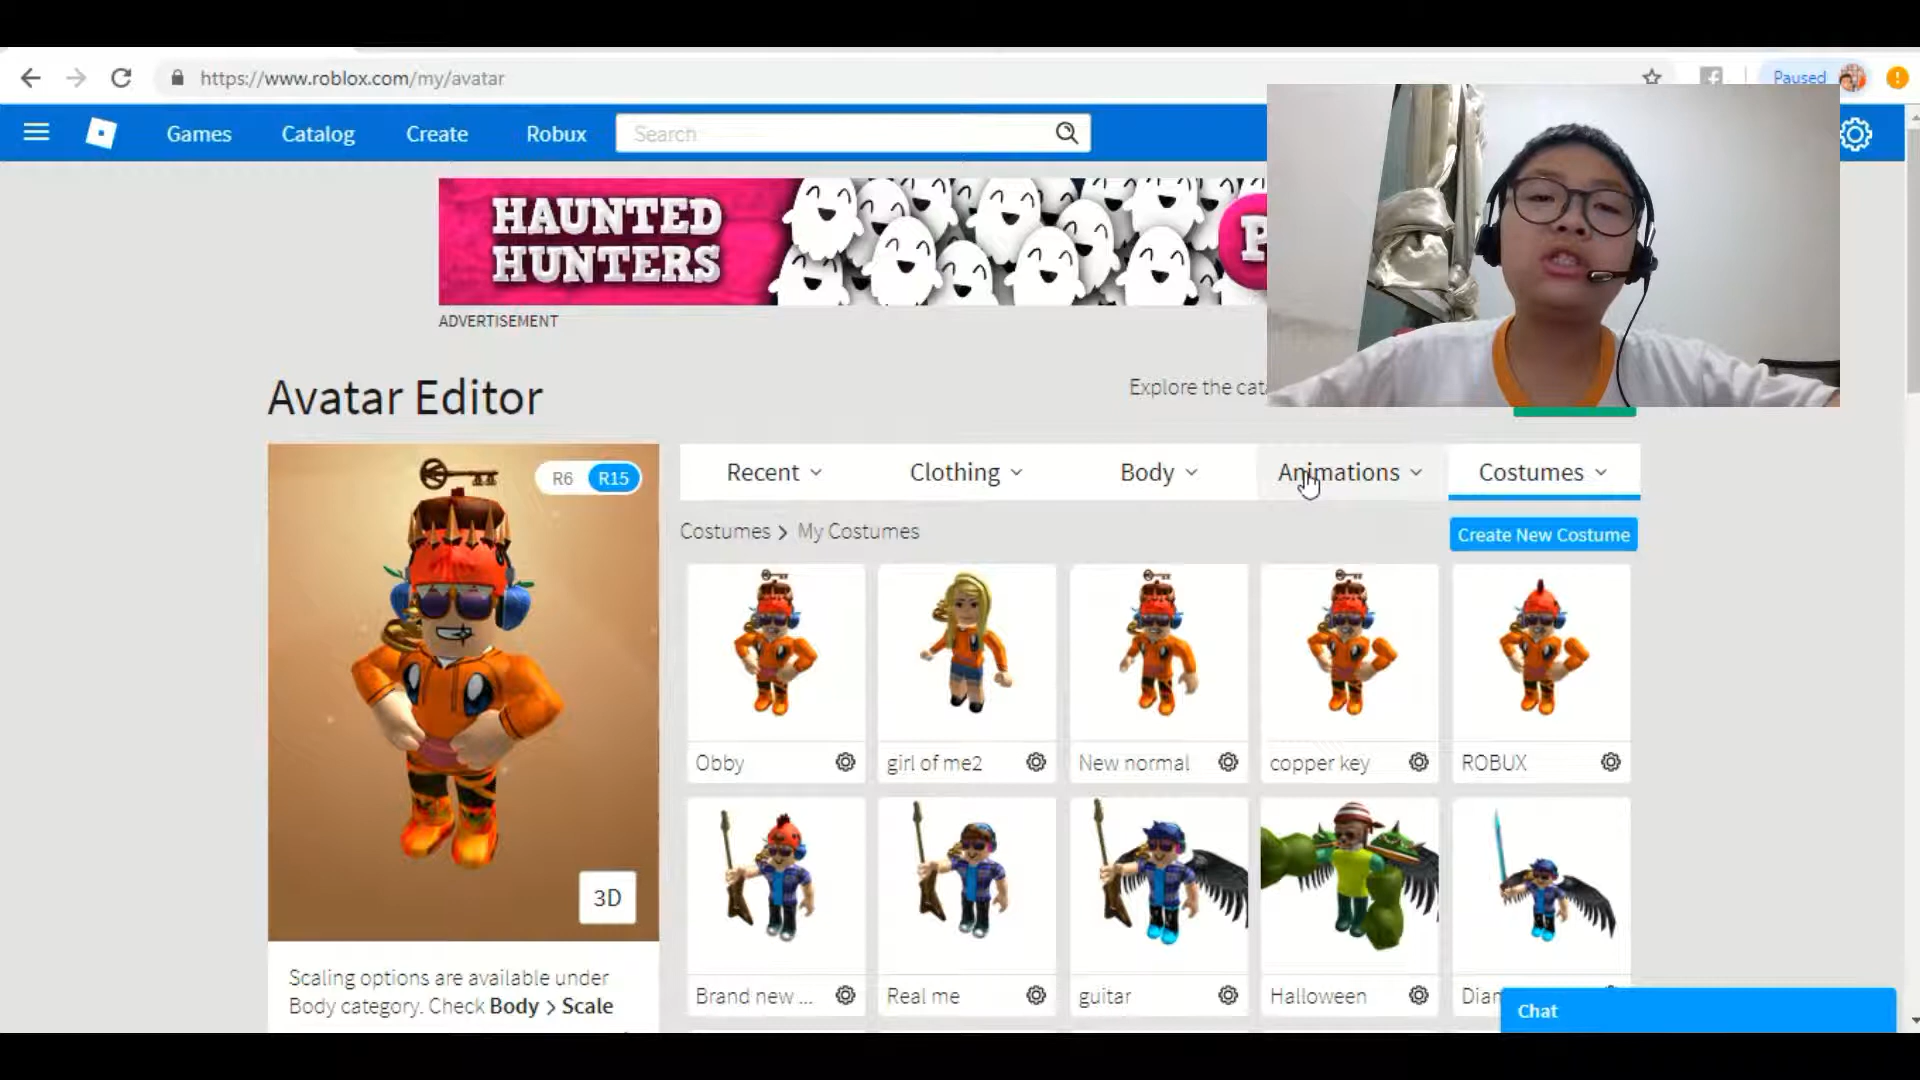 https://www.roblox.com/my/avatar
Paused
Games
Catalog
Create
Robux
Search
HAUNTED
HUNTERS
P
ADVERTISEMENT
Avatar Editor
Explore the cat
R6
R15
Recent
Clothing
Body
Animations
Costumes
Costumes > My Costumes
Create New Costume
Obby
girl of me2
New normal
copper key
ROBUX
3D
Brand new ...
Real me
guitar
Halloween
Dian
Scaling options are available under
Body category. Check Body > Scale
Chat